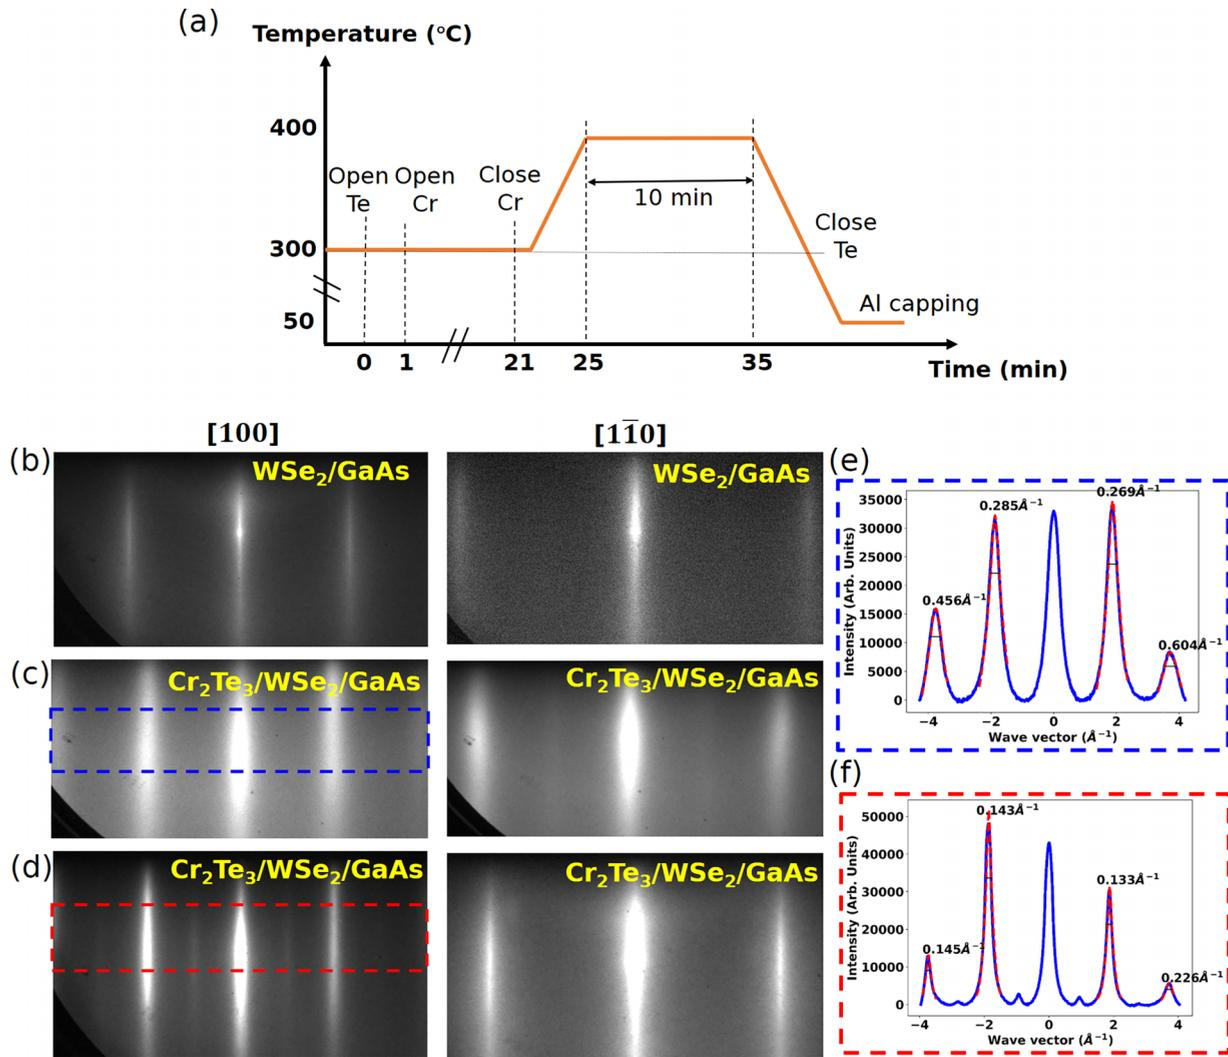 (a)
Temperature (°C)
400
300
50
Open Te
Open Cr
Close Cr
10 min
Close Te
Al capping
0 1 21 25 35
Time (min)
[100]
[11̅0]
(b)
WSe₂/GaAs
WSe₂/GaAs
(c)
Cr₂Te₃/WSe₂/GaAs
Cr₂Te₃/WSe₂/GaAs
(d)
Cr₂Te₃/WSe₂/GaAs
Cr₂Te₃/WSe₂/GaAs
(e)
Intensity (Arb. Units)
35000
30000
25000
20000
15000
10000
5000
0
0.456Å⁻¹
0.285Å⁻¹
0.269Å⁻¹
0.604Å⁻¹
−4 −2 0 2 4
Wave vector (Å⁻¹)
(f)
Intensity (Arb. Units)
50000
40000
30000
20000
10000
0
0.145Å⁻¹
0.143Å⁻¹
0.133Å⁻¹
0.226Å⁻¹
−4 −2 0 2 4
Wave vector (Å⁻¹)